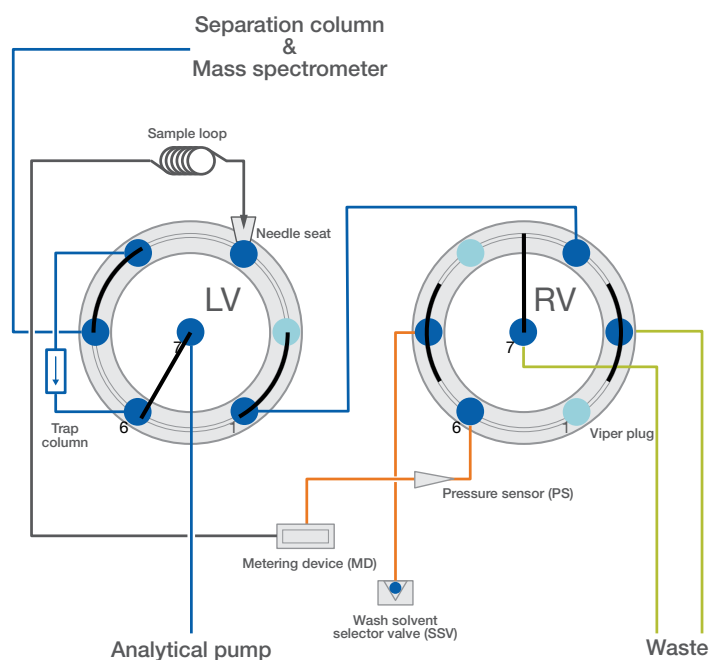 Separation column
&
Mass spectrometer
Sample loop
Needle seat
LV
RV
7
7
Trap
column
6
1
6
1
Viper plug
Pressure sensor (PS)
Metering device (MD)
Wash solvent
selector valve (SSV)
Analytical pump
Waste